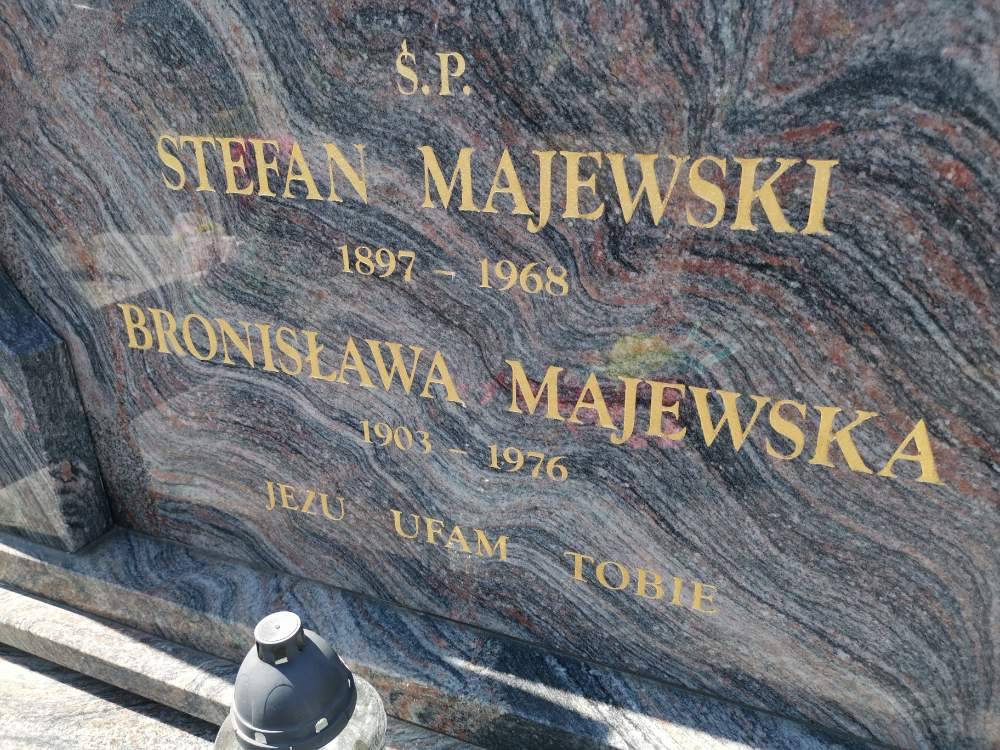 Ś.P.
STEFAN MAJEWSKI
1897 - 1968
BRONISŁAWA MAJEWSKA
1903 - 1976
JEZU UFAM TOBIE